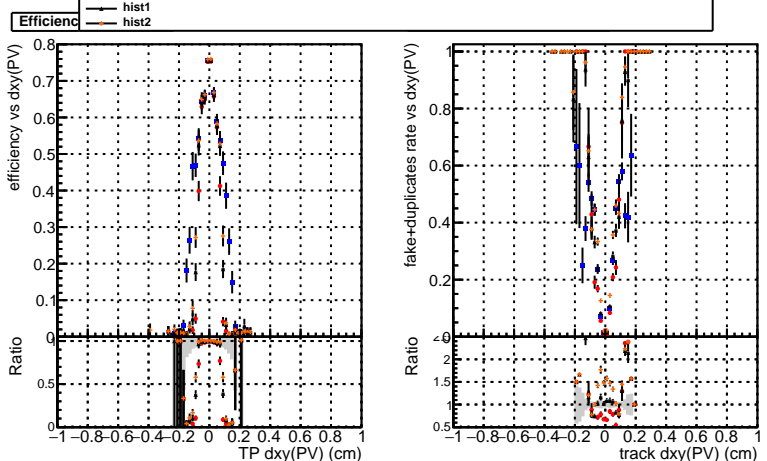 hist1
Efficienc
hist2
efficiency vs dxy(PV)
0.8
0.7
0.6
0.5
0.4
0.3
0.2
0.1
0
Ratio
1
0.5
0
−1 −0.8 −0.6 −0.4 −0.2 0 0.2 0.4 0.6 0.8 1
TP dxy(PV) (cm)
fake+duplicates rate vs dxy(PV)
1
0.8
0.6
0.4
0.2
Ratio
2
1.5
1
0.5
−1 −0.8 −0.6 −0.4 −0.2 0 0.2 0.4 0.6 0.8 1
track dxy(PV) (cm)